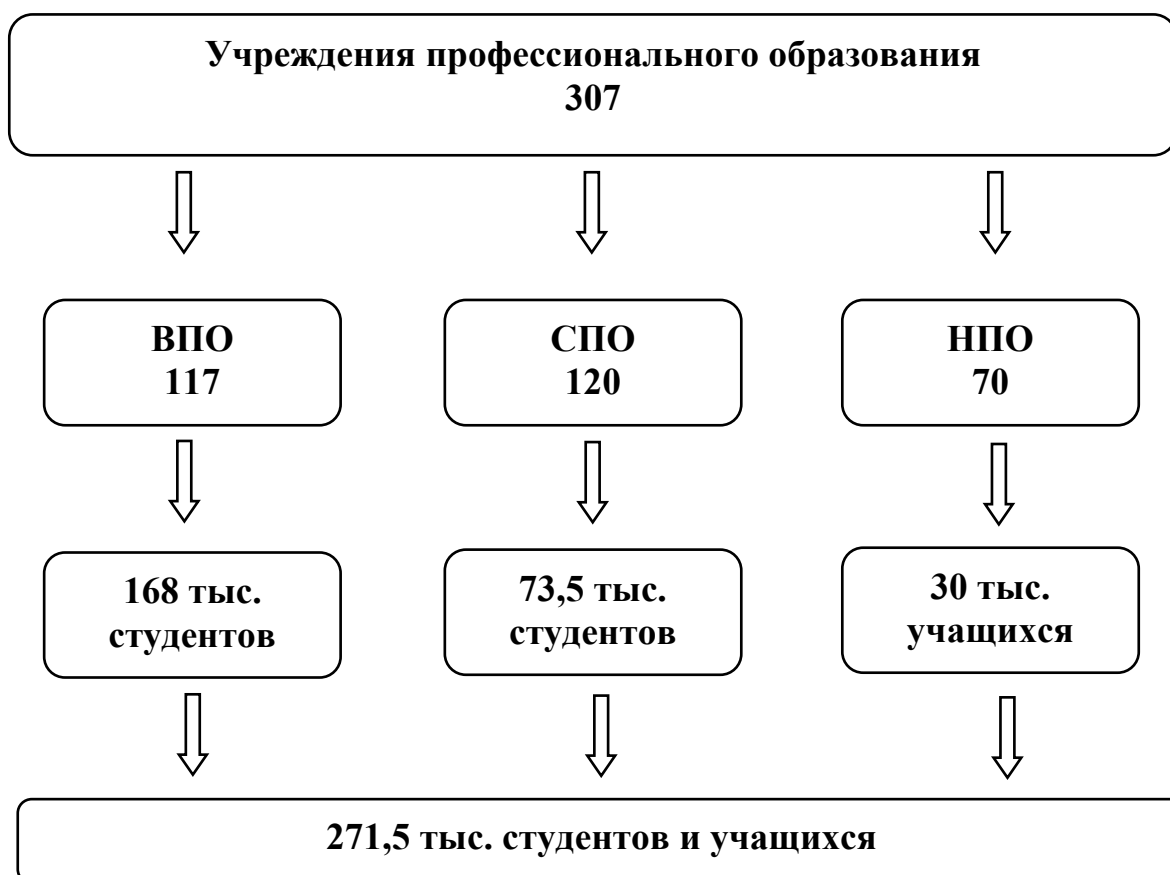 Учреждения профессионального образования
307
ВПО
117
СПО
120
НПО
70
168 тыс.
студентов
73,5 тыс.
студентов
30 тыс.
учащихся
271,5 тыс. студентов и учащихся